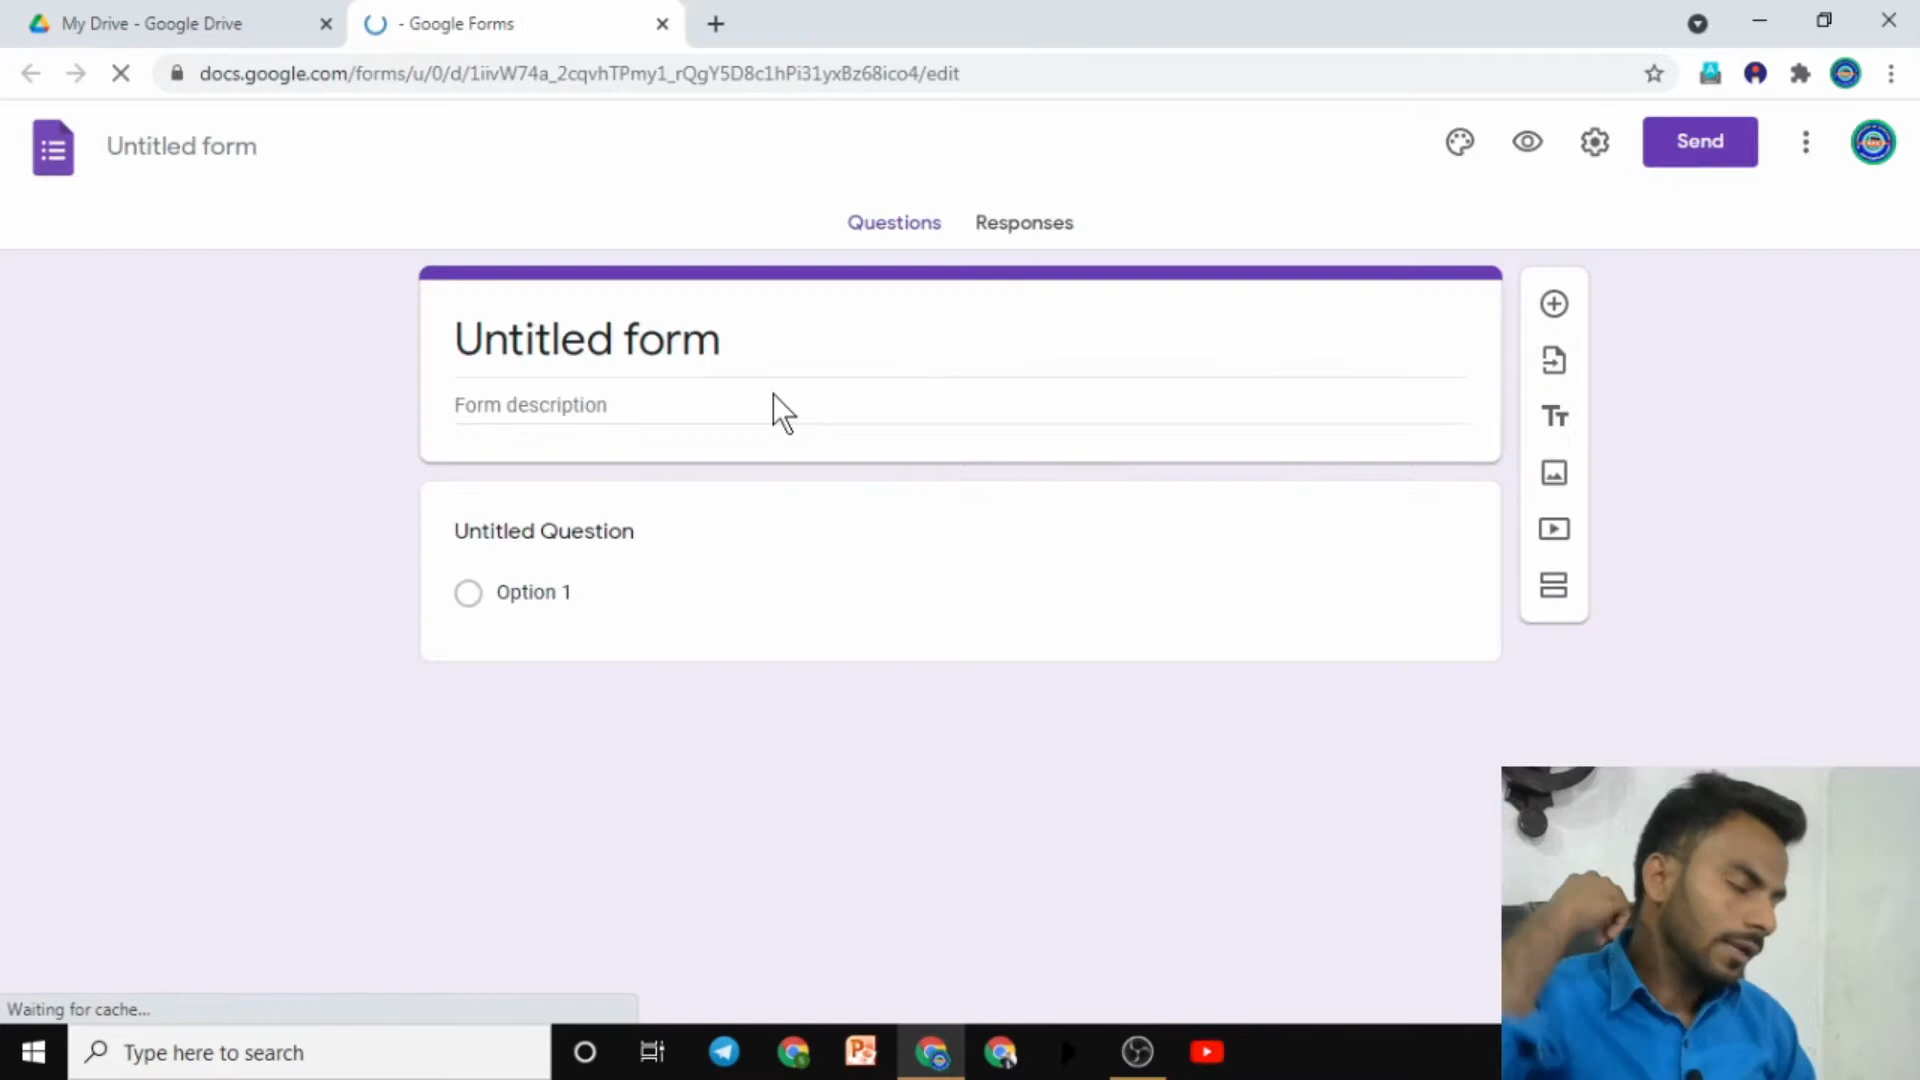 My Drive - Google Drive
- Google Forms
docs.google.com/forms/u/0/d/1iivW74a_2cqvhTPmy1_rQgY5D8c1hPi31yxBz68ico4/edit
Untitled form
Send
Questions
Responses
Untitled form
Form description
Tт
Untitled Question
Option 1
Waiting for cache...
Type here to search